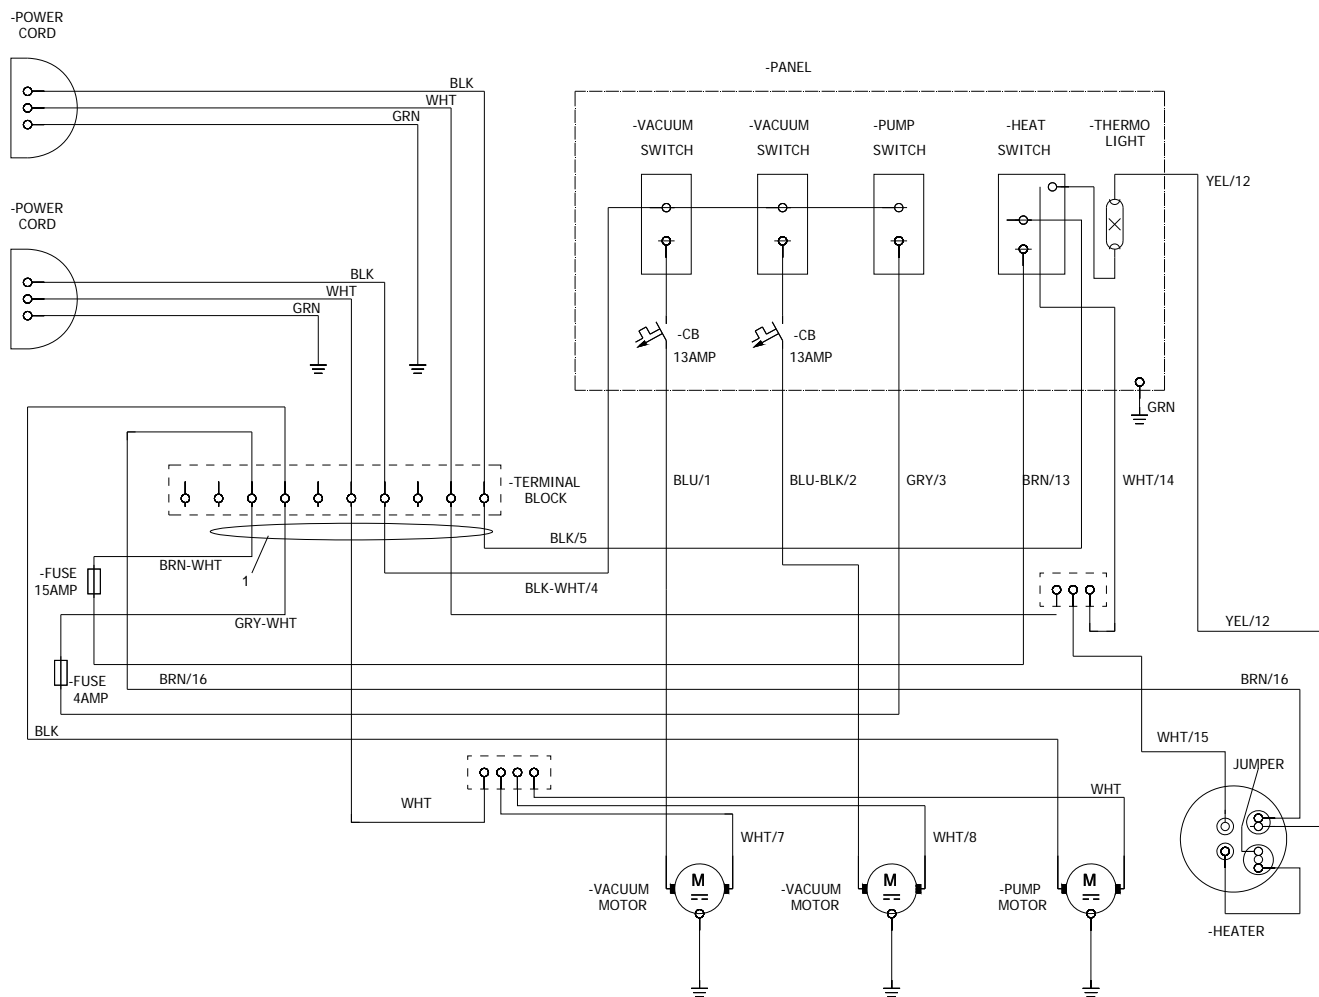 -POWER
CORD
BLK
WHT
GRN
-POWER
CORD
BLK
WHT
GRN
-PANEL
-VACUUM
SWITCH
-VACUUM
SWITCH
-PUMP
SWITCH
-HEAT
SWITCH
-THERMO
LIGHT
YEL/12
-CB
13AMP
-CB
13AMP
GRN
BLU/1
BLU-BLK/2
GRY/3
BRN/13
WHT/14
-TERMINAL
BLOCK
BLK/5
BRN-WHT
1
-FUSE
15AMP
BLK-WHT/4
GRY-WHT
YEL/12
-FUSE
4AMP
BRN/16
BRN/16
BLK
WHT/15
JUMPER
WHT
WHT
WHT/7
WHT/8
M
-VACUUM
MOTOR
M
-VACUUM
MOTOR
M
-PUMP
MOTOR
-HEATER